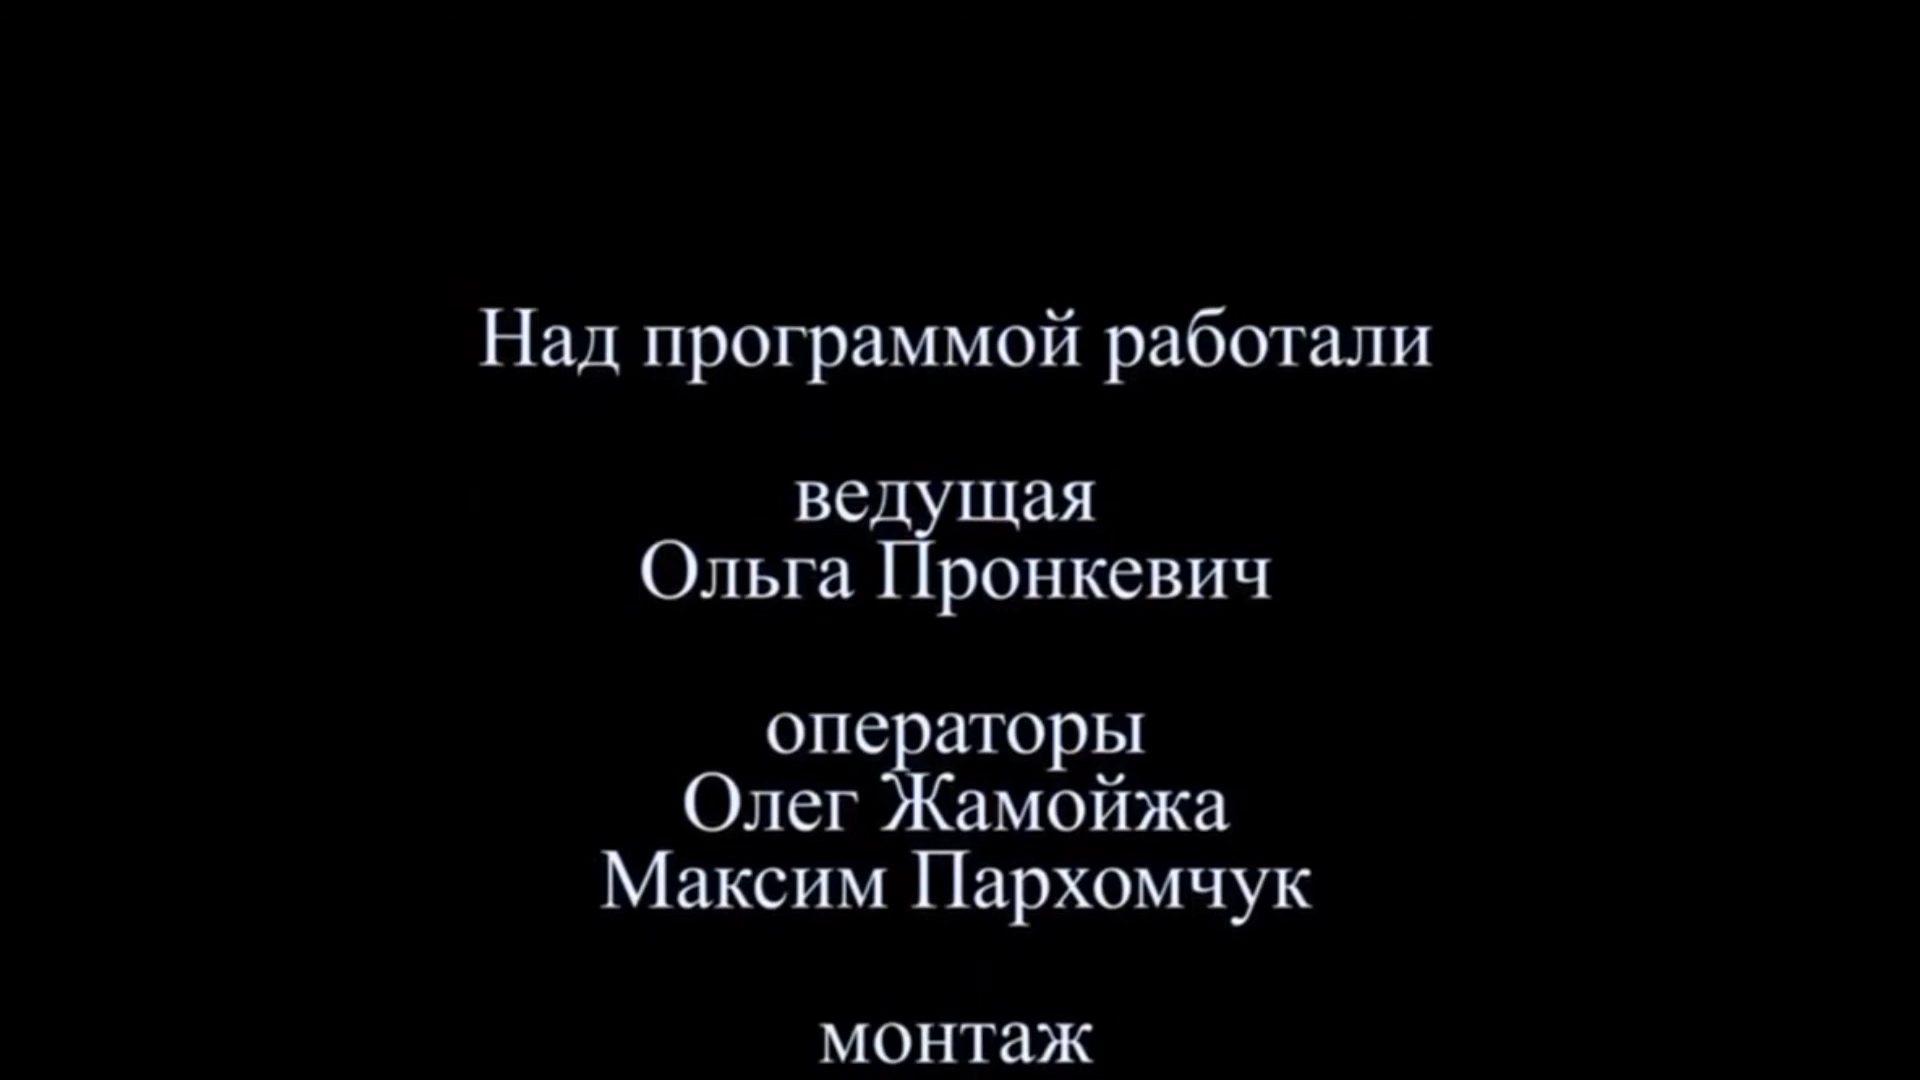 Над программой работали
ведущая
Ольга Пронкевич
операторы
Олег Жамойжа
Максим Пархомчук
монтаж